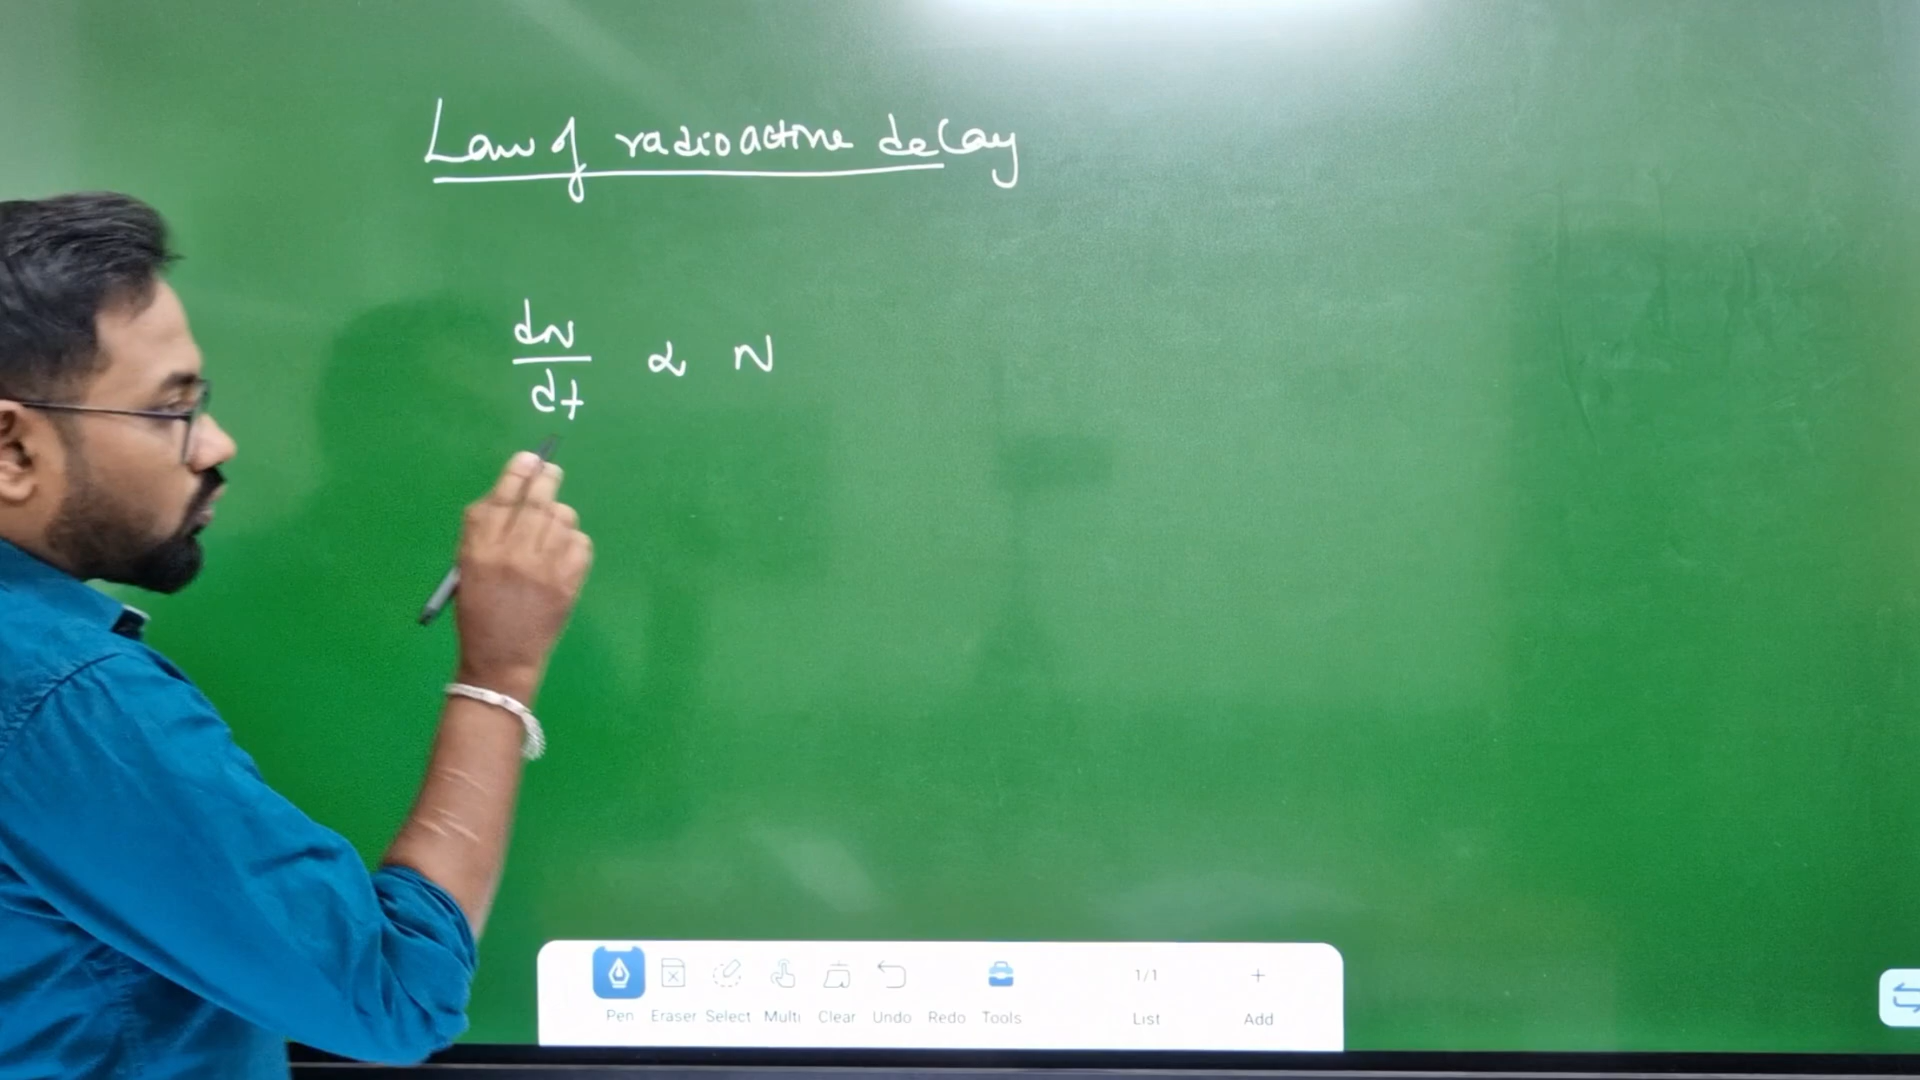 Law of radioactive decay
dN
dt
∝ N
Pen Eraser Select Multi Clear Undo Redo Tools 1/1 List + Add